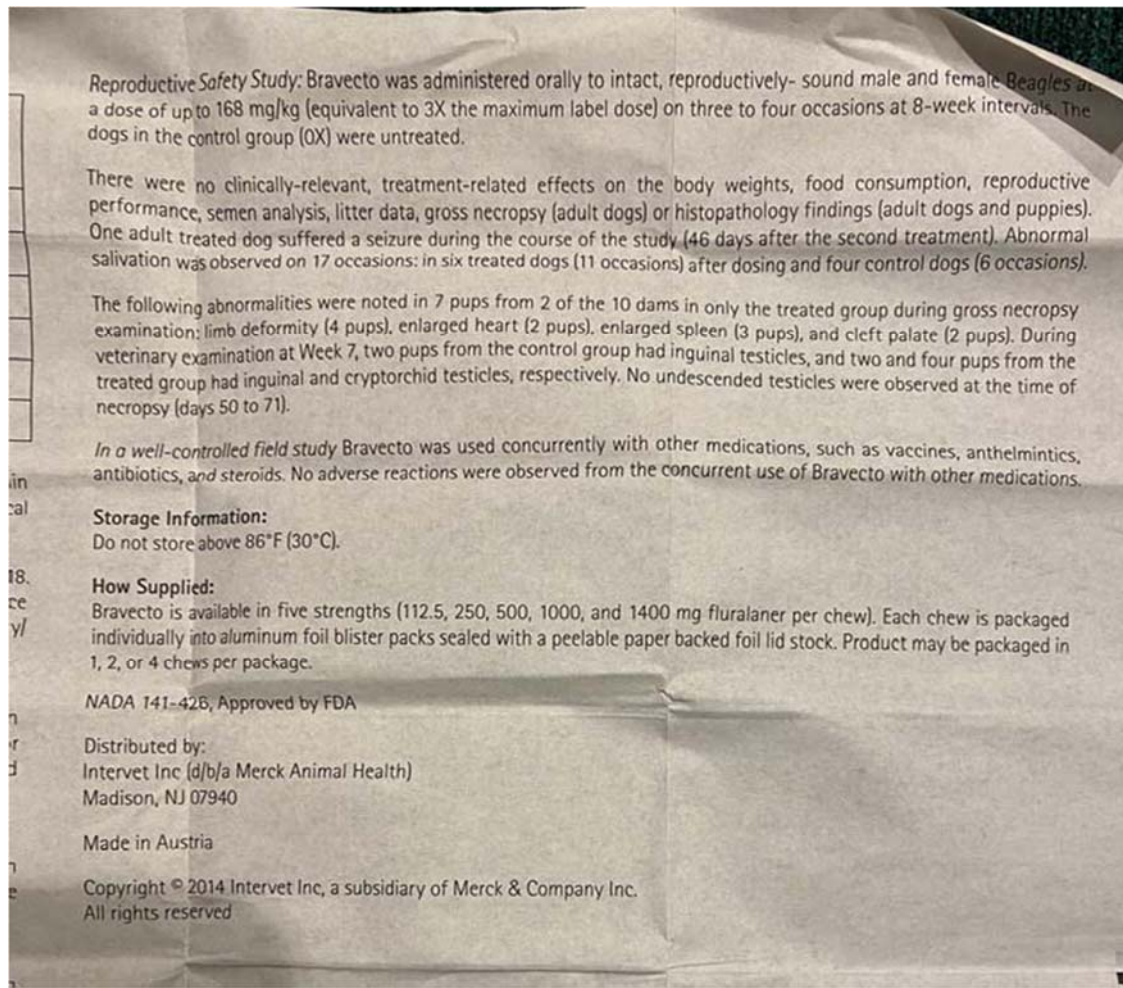 Reproductive Safety Study: Bravecto was administered orally to intact, reproductively- sound male and female Beagles at
a dose of up to 168 mg/kg (equivalent to 3X the maximum label dose) on three to four occasions at 8-week intervals. The
dogs in the control group (0X) were untreated.
There were no clinically-relevant, treatment-related effects on the body weights, food consumption, reproductive
performance, semen analysis, litter data, gross necropsy (adult dogs) or histopathology findings (adult dogs and puppies).
One adult treated dog suffered a seizure during the course of the study (46 days after the second treatment). Abnormal
salivation was observed on 17 occasions: in six treated dogs (11 occasions) after dosing and four control dogs (6 occasions).
The following abnormalities were noted in 7 pups from 2 of the 10 dams in only the treated group during gross necropsy
examination: limb deformity (4 pups), enlarged heart (2 pups), enlarged spleen (3 pups), and cleft palate (2 pups). During
veterinary examination at Week 7, two pups from the control group had inguinal testicles, and two and four pups from the
treated group had inguinal and cryptorchid testicles, respectively. No undescended testicles were observed at the time of
necropsy (days 50 to 71).
In a well-controlled field study Bravecto was used concurrently with other medications, such as vaccines, anthelmintics,
antibiotics, and steroids. No adverse reactions were observed from the concurrent use of Bravecto with other medications.
Storage Information:
Do not store above 86°F (30°C).
How Supplied:
Bravecto is available in five strengths (112.5, 250, 500, 1000, and 1400 mg fluralaner per chew). Each chew is packaged
individually into aluminum foil blister packs sealed with a peelable paper backed foil lid stock. Product may be packaged in
1, 2, or 4 chews per package.
NADA 141-426, Approved by FDA
Distributed by:
Intervet Inc (d/b/a Merck Animal Health)
Madison, NJ 07940
Made in Austria
Copyright © 2014 Intervet Inc, a subsidiary of Merck & Company Inc.
All rights reserved